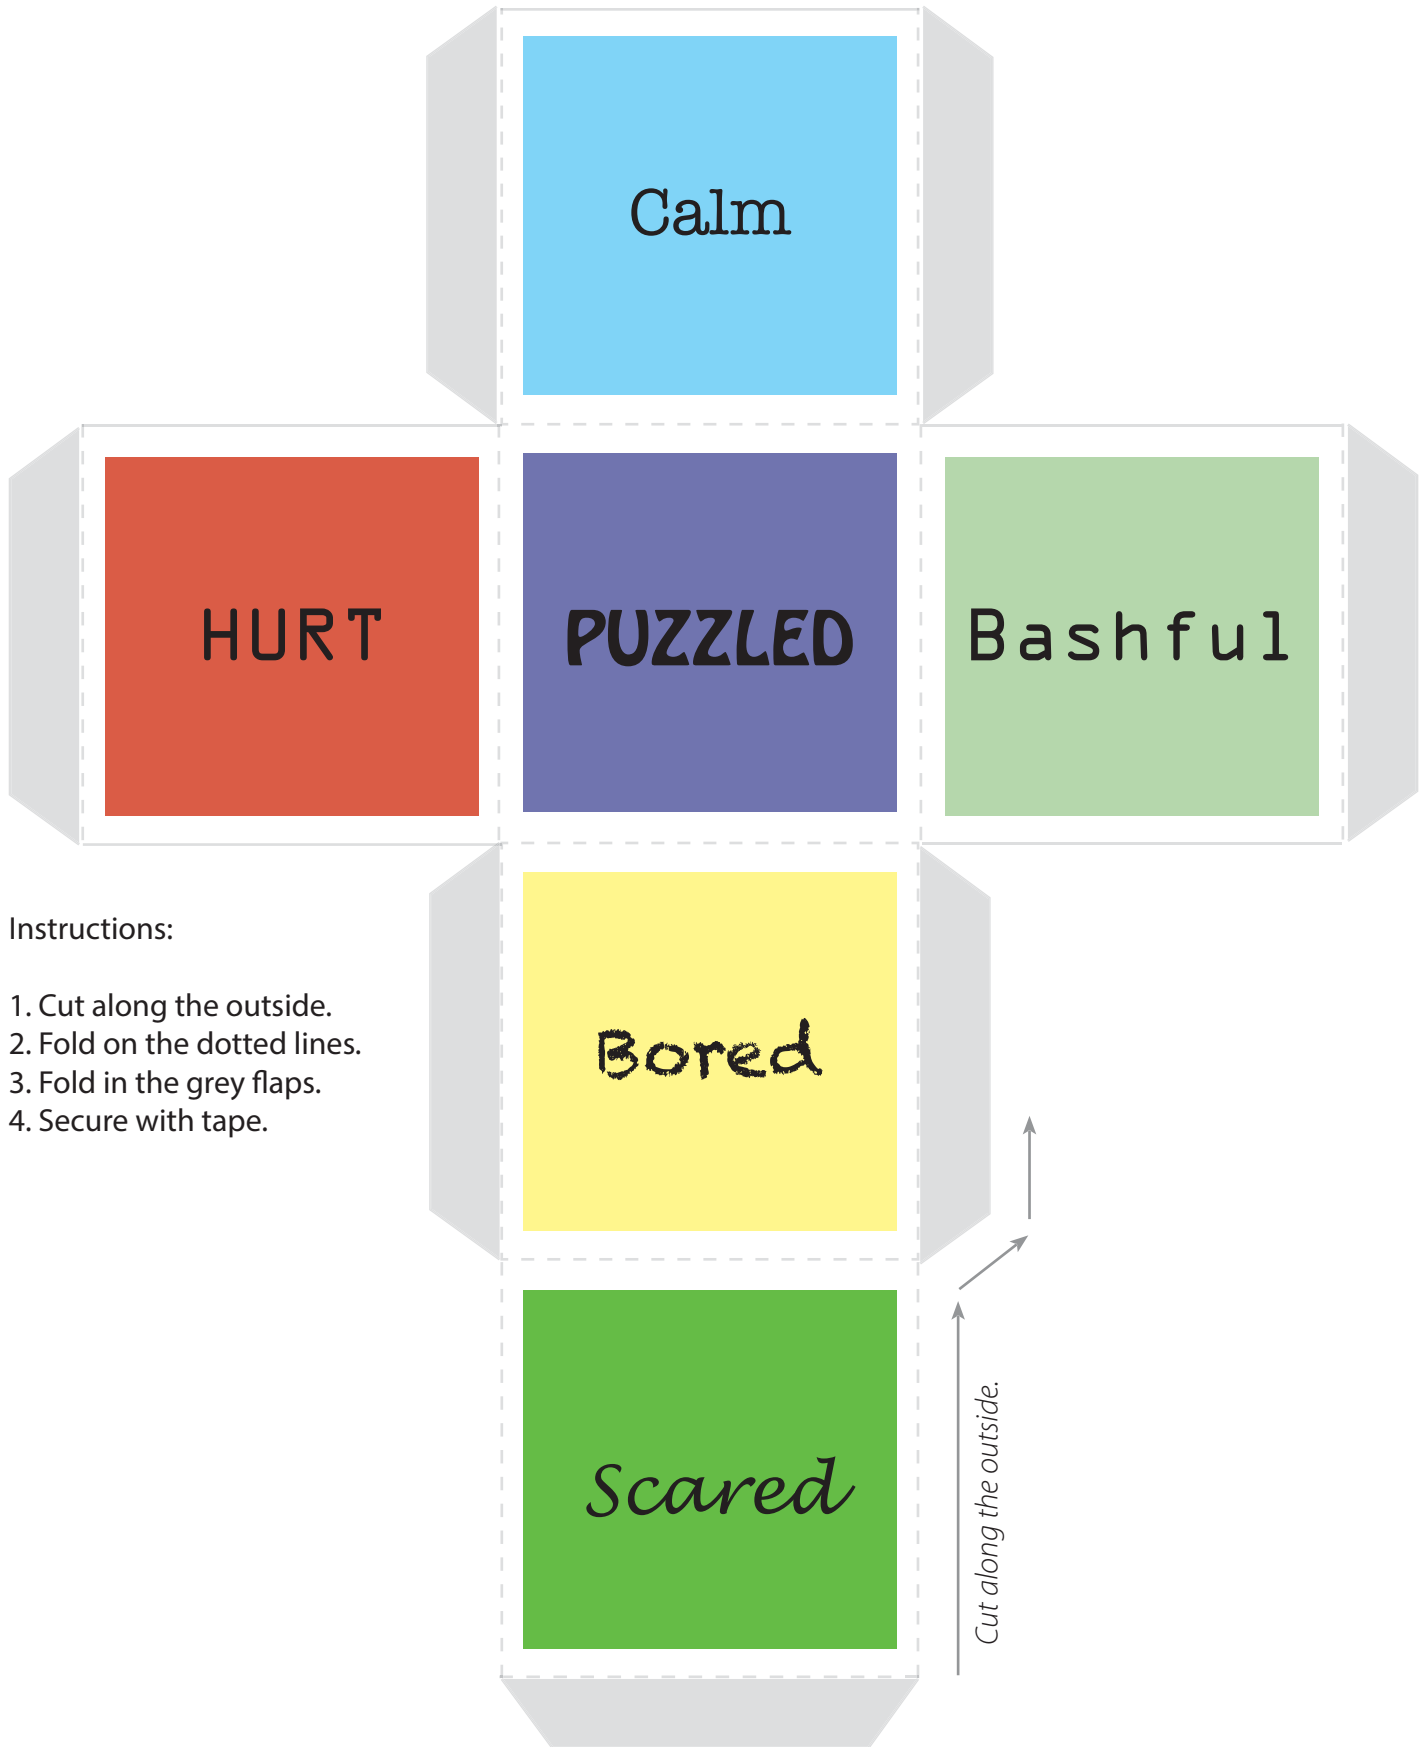 Calm
HURT
PUZZLED
Bashful
Instructions:
1. Cut along the outside.
2. Fold on the dotted lines.
3. Fold in the grey flaps.
4. Secure with tape.
Bored
Scared
Cut along the outside.